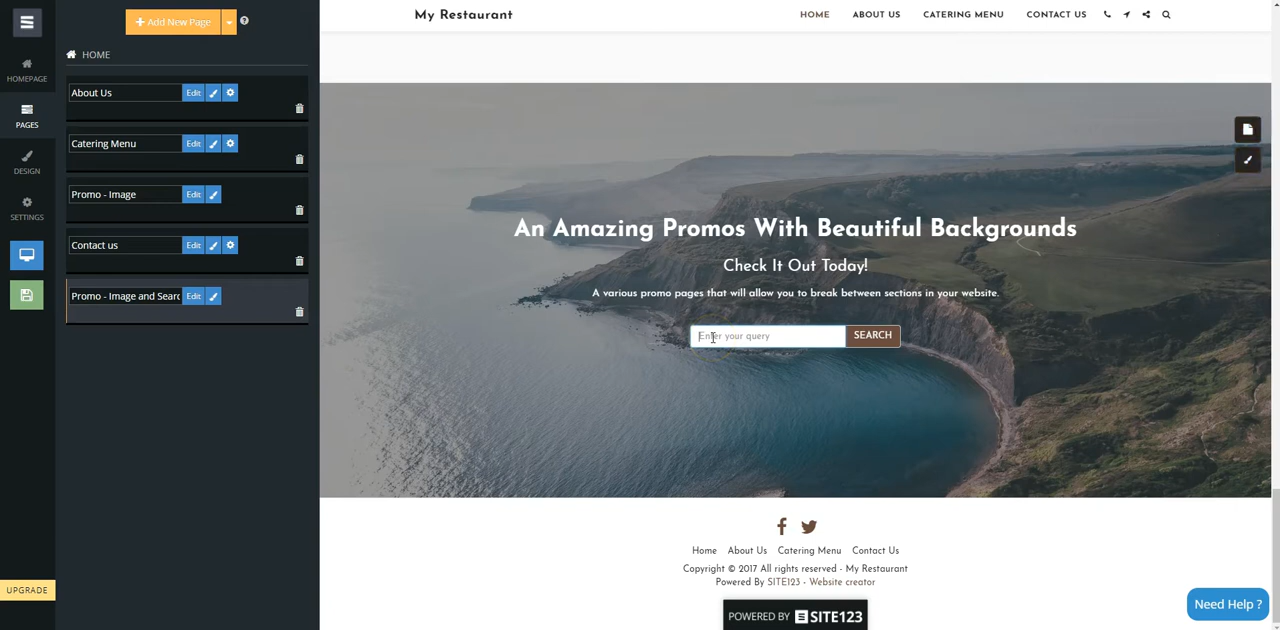 Add New Page
HOME
About Us Edit
Catering Menu Edit
Promo - Image Edit
Contact us Edit
Promo - Image and Searc Edit
HOMEPAGE
PAGES
DESIGN
SETTINGS
UPGRADE
My Restaurant
HOME ABOUT US CATERING MENU CONTACT US
An Amazing Promos With Beautiful Backgrounds
Check It Out Today!
A various promo pages that will allow you to break between sections in your website.
Enter your query SEARCH
Home About Us Catering Menu Contact Us
Copyright © 2017 All rights reserved - My Restaurant
Powered By SITE123 - Website creator
POWERED BY SITE123
Need Help ?